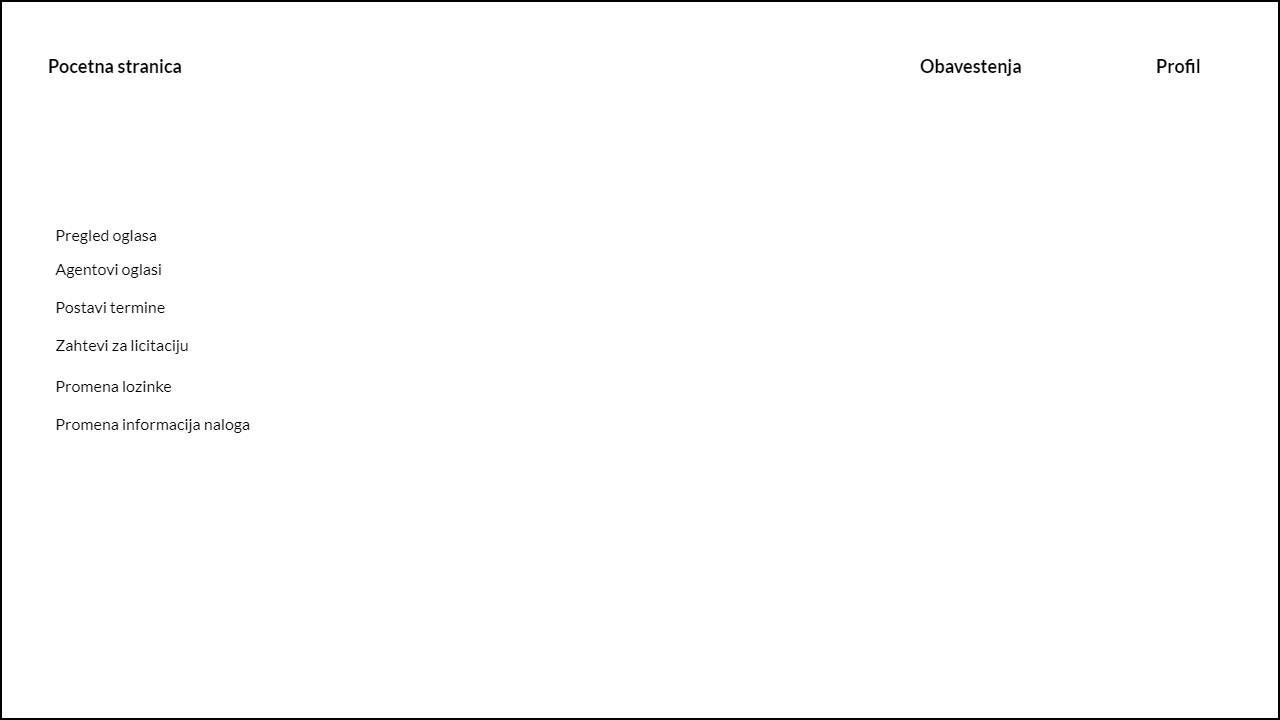 Pocetna stranica
Obavestenja
Profil
Pregled oglasa
Agentovi oglasi
Postavi termine
Zahtevi za licitaciju
Promena lozinke
Promena informacija naloga